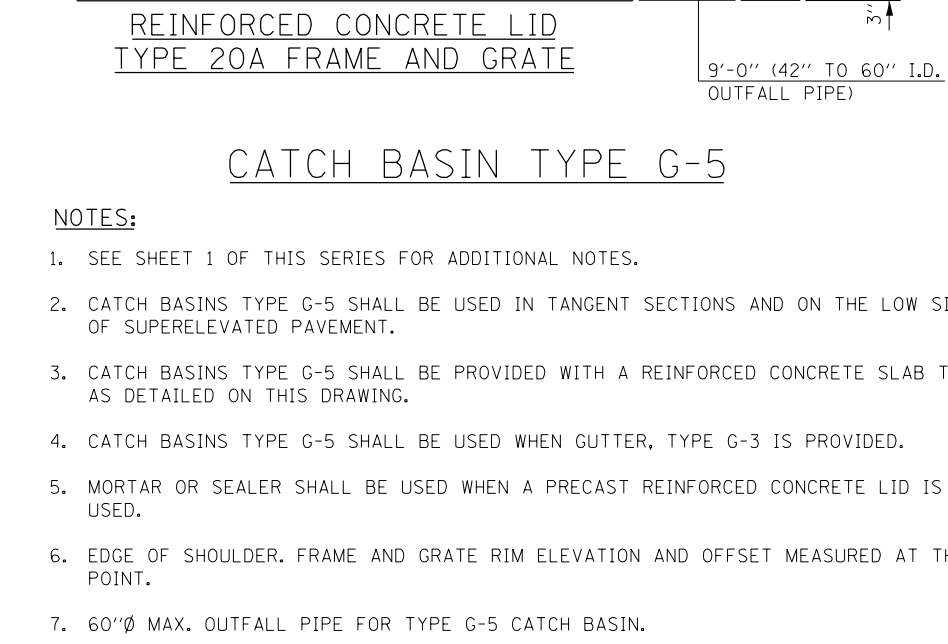 REINFORCED CONCRETE LID
TYPE 20A FRAME AND GRATE
3"
9'-0" (42" TO 60" I.D.
OUTFALL PIPE)
CATCH BASIN TYPE G-5
NOTES:
1. SEE SHEET 1 OF THIS SERIES FOR ADDITIONAL NOTES.
2. CATCH BASINS TYPE G-5 SHALL BE USED IN TANGENT SECTIONS AND ON THE LOW
OF SUPERELEVATED PAVEMENT.
3. CATCH BASINS TYPE G-5 SHALL BE PROVIDED WITH A REINFORCED CONCRETE SLAB
AS DETAILED ON THIS DRAWING.
4. CATCH BASINS TYPE G-5 SHALL BE USED WHEN GUTTER, TYPE G-3 IS PROVIDED.
5. MORTAR OR SEALER SHALL BE USED WHEN A PRECAST REINFORCED CONCRETE LID IS
USED.
6. EDGE OF SHOULDER. FRAME AND GRATE RIM ELEVATION AND OFFSET MEASURED AT
POINT.
7. 60"Ø MAX. OUTFALL PIPE FOR TYPE G-5 CATCH BASIN.